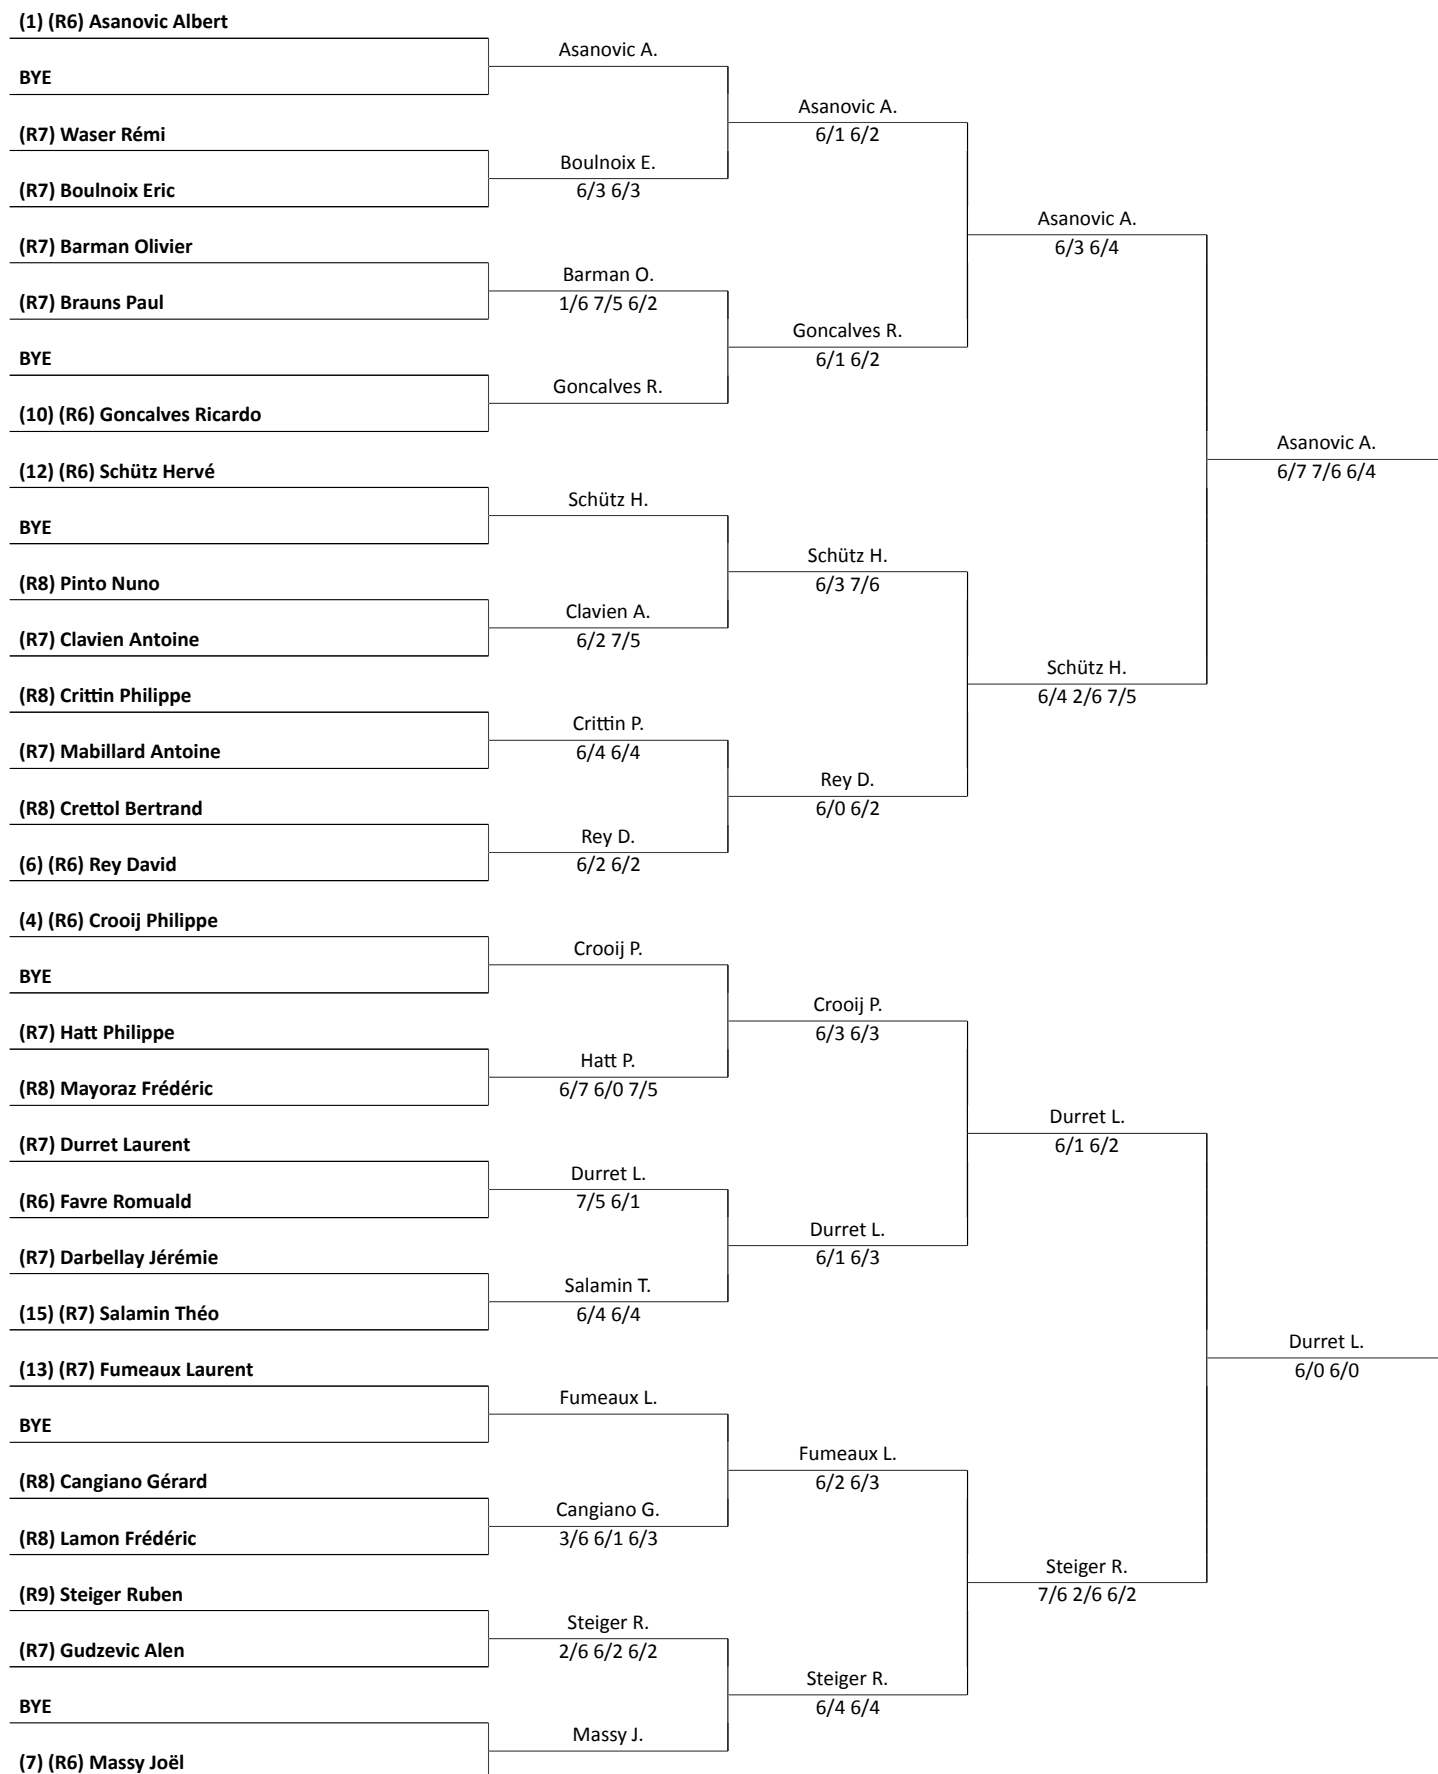 (1) (R6) Asanovic Albert
Asanovic A.
BYE
Asanovic A.
(R7) Waser Rémi
6/1 6/2
Boulnoix E.
(R7) Boulnoix Eric
6/3 6/3
Asanovic A.
(R7) Barman Olivier
6/3 6/4
Barman O.
(R7) Brauns Paul
1/6 7/5 6/2
Goncalves R.
BYE
6/1 6/2
Goncalves R.
(10) (R6) Goncalves Ricardo
Asanovic A.
(12) (R6) Schütz Hervé
6/7 7/6 6/4
Schütz H.
BYE
Schütz H.
(R8) Pinto Nuno
6/3 7/6
Clavien A.
(R7) Clavien Antoine
6/2 7/5
Schütz H.
(R8) Crittin Philippe
6/4 2/6 7/5
Crittin P.
(R7) Mabillard Antoine
6/4 6/4
Rey D.
(R8) Crettol Bertrand
6/0 6/2
Rey D.
(6) (R6) Rey David
6/2 6/2
(4) (R6) Crooij Philippe
Crooij P.
BYE
Crooij P.
(R7) Hatt Philippe
6/3 6/3
Hatt P.
(R8) Mayoraz Frédéric
6/7 6/0 7/5
Durret L.
(R7) Durret Laurent
6/1 6/2
Durret L.
(R6) Favre Romuald
7/5 6/1
Durret L.
(R7) Darbellay Jérémie
6/1 6/3
Salamin T.
(15) (R7) Salamin Théo
6/4 6/4
Durret L.
(13) (R7) Fumeaux Laurent
6/0 6/0
Fumeaux L.
BYE
Fumeaux L.
(R8) Cangiano Gérard
6/2 6/3
Cangiano G.
(R8) Lamon Frédéric
3/6 6/1 6/3
Steiger R.
(R9) Steiger Ruben
7/6 2/6 6/2
Steiger R.
(R7) Gudzevic Alen
2/6 6/2 6/2
Steiger R.
BYE
6/4 6/4
Massy J.
(7) (R6) Massy Joël